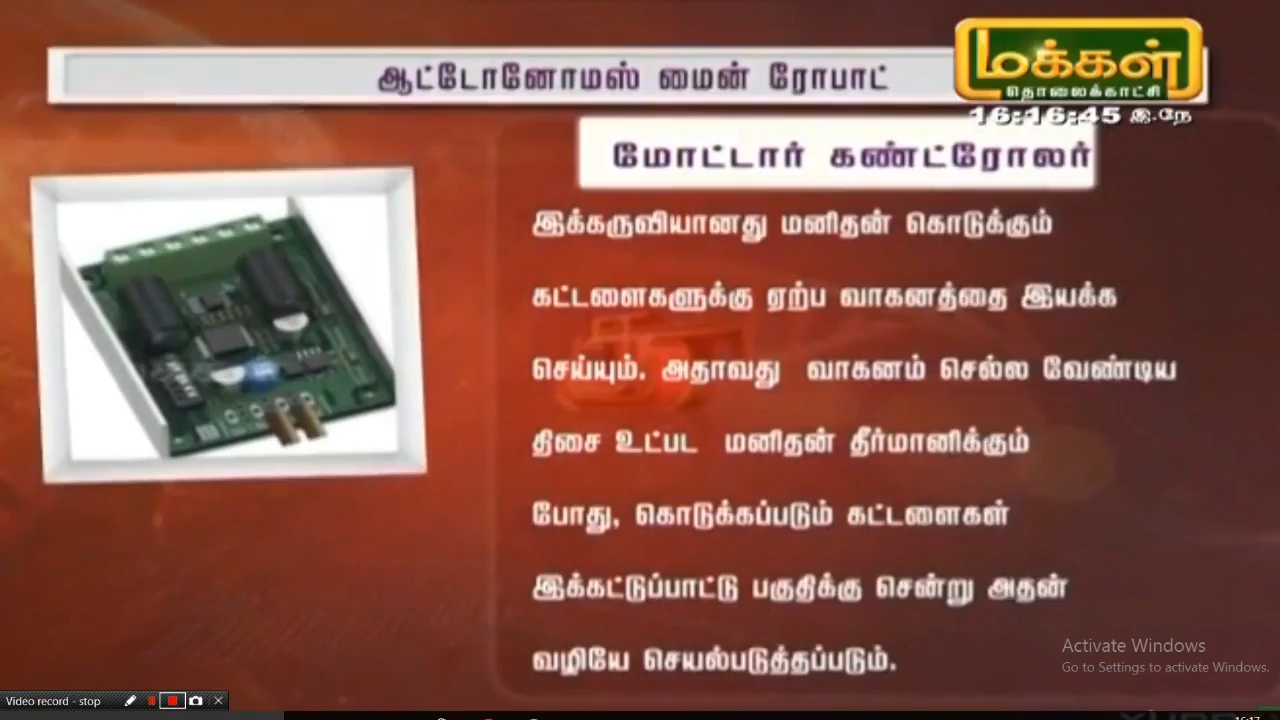 ஆட்டோனோமஸ் மைன் ரோபாட்
மக்கள்
தொலைக்காட்சி
16:16:45 இ.நே
மோட்டார் கண்ட்ரோலர்
இக்கருவியானது மனிதன் கொடுக்கும்
கட்டளைகளுக்கு ஏற்ப வாகனத்தை இயக்க
செய்யும். அதாவது வாகனம் செல்ல வேண்டிய
திசை உட்பட மனிதன் தீர்மானிக்கும்
போது, கொடுக்கப்படும் கட்டளைகள்
இக்கட்டுப்பாட்டு பகுதிக்கு சென்று அதன்
வழியே செயல்படுத்தப்படும்.
Activate Windows
Go to Settings to activate Windows.
Video record - stop